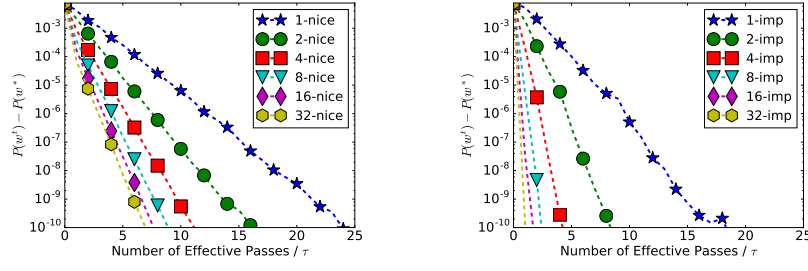 10^{-3}
10^{-4}
10^{-5}
10^{-6}
10^{-7}
10^{-8}
10^{-9}
10^{-10}
P(w^t) − P(w^*)
0 5 10 15 20 25
Number of Effective Passes / τ
1-nice
2-nice
4-nice
8-nice
16-nice
32-nice
10^{-3}
10^{-4}
10^{-5}
10^{-6}
10^{-7}
10^{-8}
10^{-9}
10^{-10}
P(w^t) − P(w^*)
0 5 10 15 20 25
Number of Effective Passes / τ
1-imp
2-imp
4-imp
8-imp
16-imp
32-imp